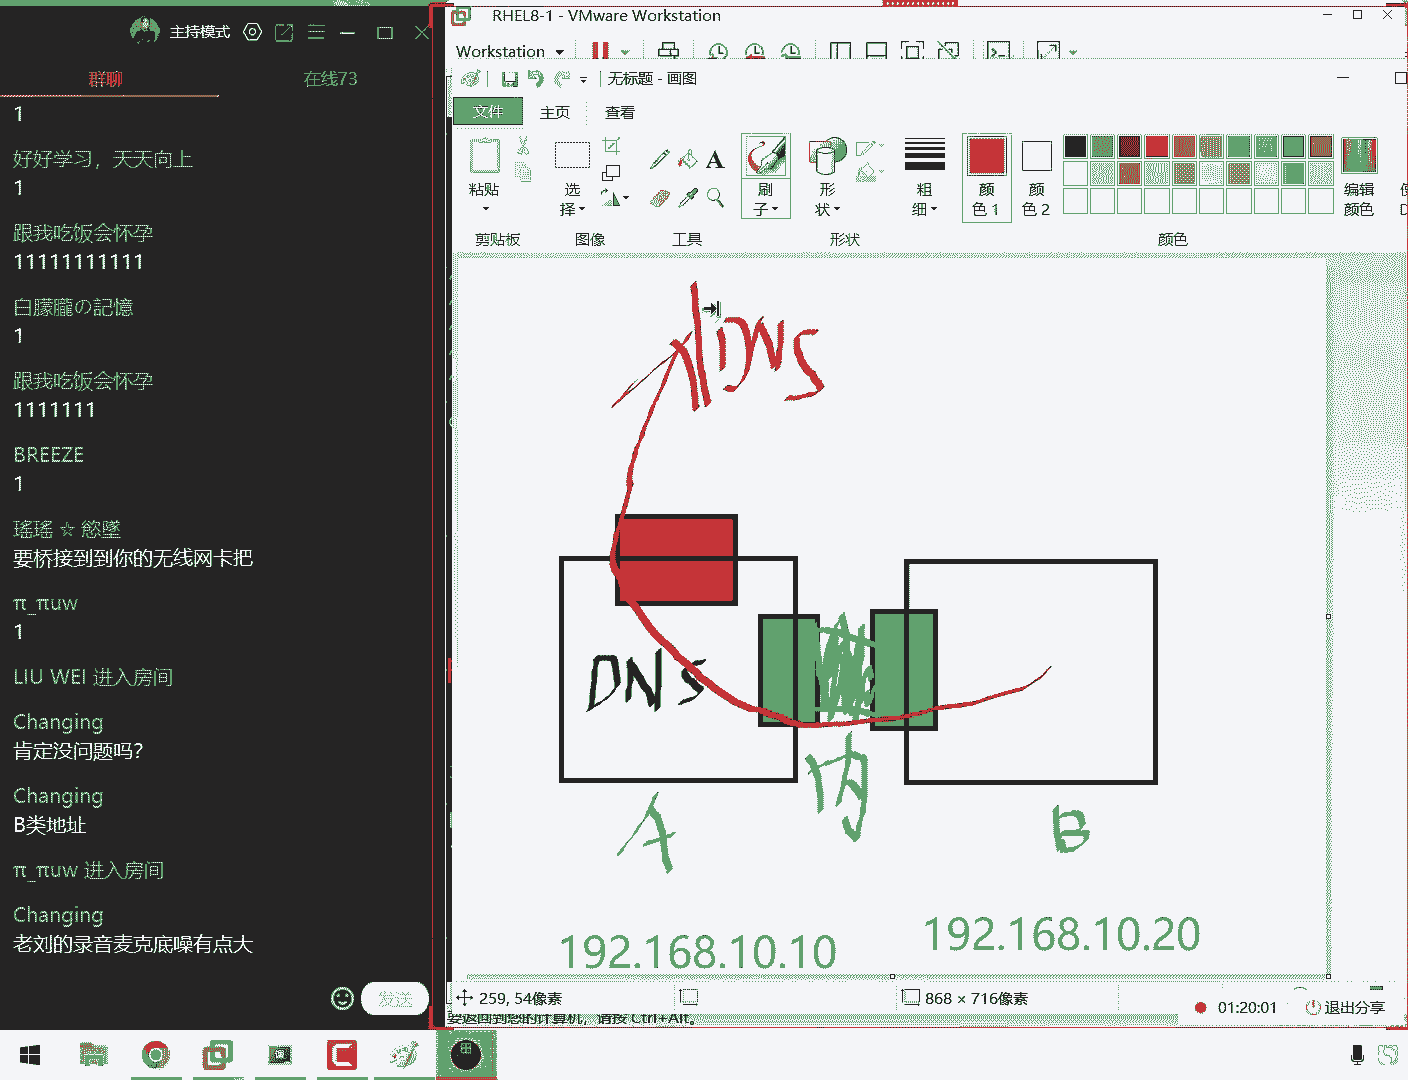 主持模式
群聊
在线73
1
好好学习，天天向上
1
跟我吃饭会怀孕
11111111111
白朦朧の記憶
1
跟我吃饭会怀孕
1111111
BREEZE
1
瑤瑤 ☆ 慾墜
要桥接到到你的无线网卡把
π_πuw
1
LIU WEI 进入房间
Changing
肯定没问题吗？
Changing
B类地址
π_πuw 进入房间
Changing
老刘的录音麦克底噪有点大
发送
RHEL8-1 - VMware Workstation
Workstation
无标题 - 画图
文件
主页
查看
粘贴
选择
刷子
形状
粗细
颜色 1
颜色 2
编辑颜色
剪贴板
图像
工具
形状
颜色
DNS
DNS
内
A
B
192.168.10.10
192.168.10.20
259, 54像素
868 × 716像素
01:20:01
退出分享
要返回到您的计算机，请按 Ctrl+Alt。